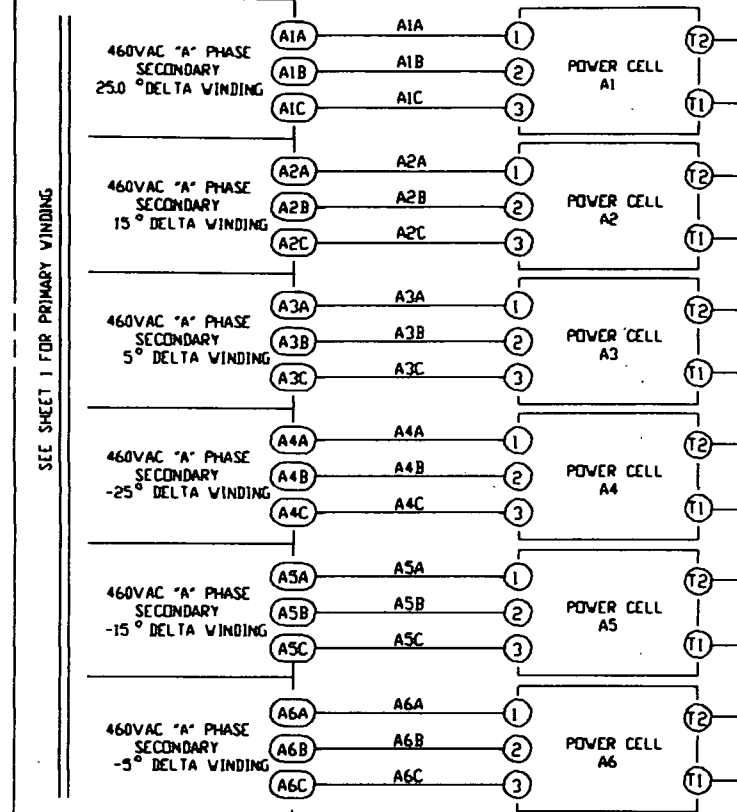 SEE SHEET 1 FOR PRIMARY WINDING
460VAC "A" PHASE
SECONDARY
25.0 ° DELTA WINDING
A1A
A1B
A1C
A1A
A1B
A1C
1
2
3
POWER CELL
A1
T2
T1
460VAC "A" PHASE
SECONDARY
15 ° DELTA WINDING
A2A
A2B
A2C
A2A
A2B
A2C
1
2
3
POWER CELL
A2
T2
T1
460VAC "A" PHASE
SECONDARY
5° DELTA WINDING
A3A
A3B
A3C
A3A
A3B
A3C
1
2
3
POWER CELL
A3
T2
T1
460VAC "A" PHASE
SECONDARY
-25° DELTA WINDING
A4A
A4B
A4C
A4A
A4B
A4C
1
2
3
POWER CELL
A4
T2
T1
460VAC "A" PHASE
SECONDARY
-15 ° DELTA WINDING
A5A
A5B
A5C
A5A
A5B
A5C
1
2
3
POWER CELL
A5
T2
T1
460VAC "A" PHASE
SECONDARY
-5° DELTA WINDING
A6A
A6B
A6C
A6A
A6B
A6C
1
2
3
POWER CELL
A6
T2
T1